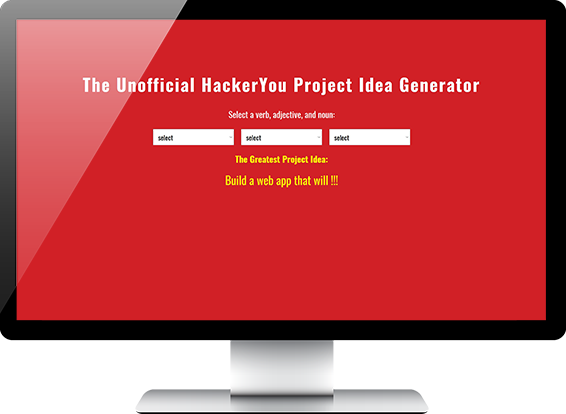 The Unofficial HackerYou Project Idea Generator
Select a verb, adjective, and noun:
select select select
The Greatest Project Idea:
Build a web app that will !!!